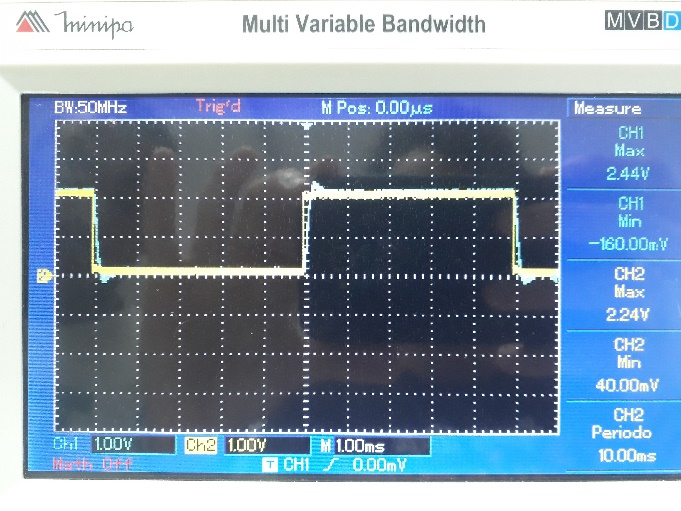 minipa Multi Variable Bandwidth MVBD
BW:50MHz Trig'd M Pos: 0.00µs Measure
CH1
Max
2.44V
CH1
Min
-160.00mV
CH2
Max
2.24V
CH2
Min
40.00mV
CH2
Periodo
10.00ms
Ch1 1.00V Ch2 1.00V M 1.00ms
Math Off T CH1 0.00mV